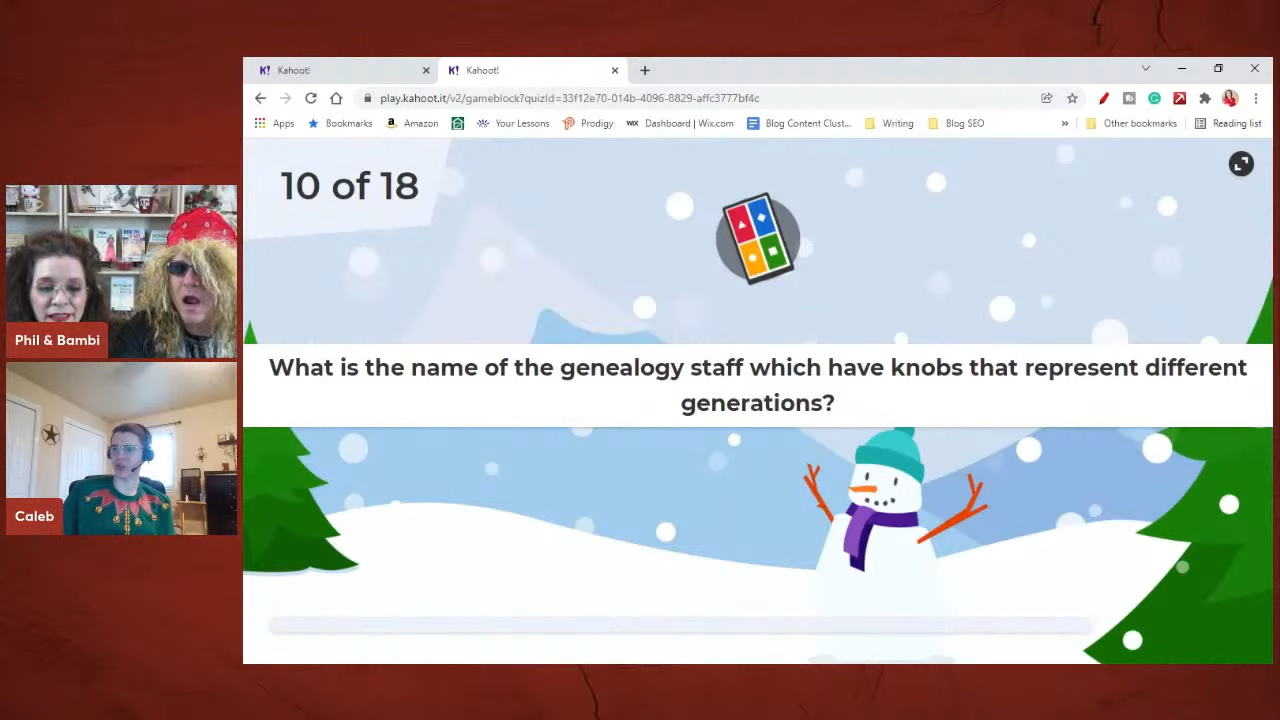 Kahoot!
Kahoot!
play.kahoot.it/v2/gameblock?quizId=33f12e70-014b-4096-8829-affc3777bf4c
Apps Bookmarks Amazon Your Lessons Prodigy Dashboard | Wix.com Blog Content Clust... Writing Blog SEO » Other bookmarks Reading list
10 of 18
Phil & Bambi
What is the name of the genealogy staff which have knobs that represent different
generations?
Caleb